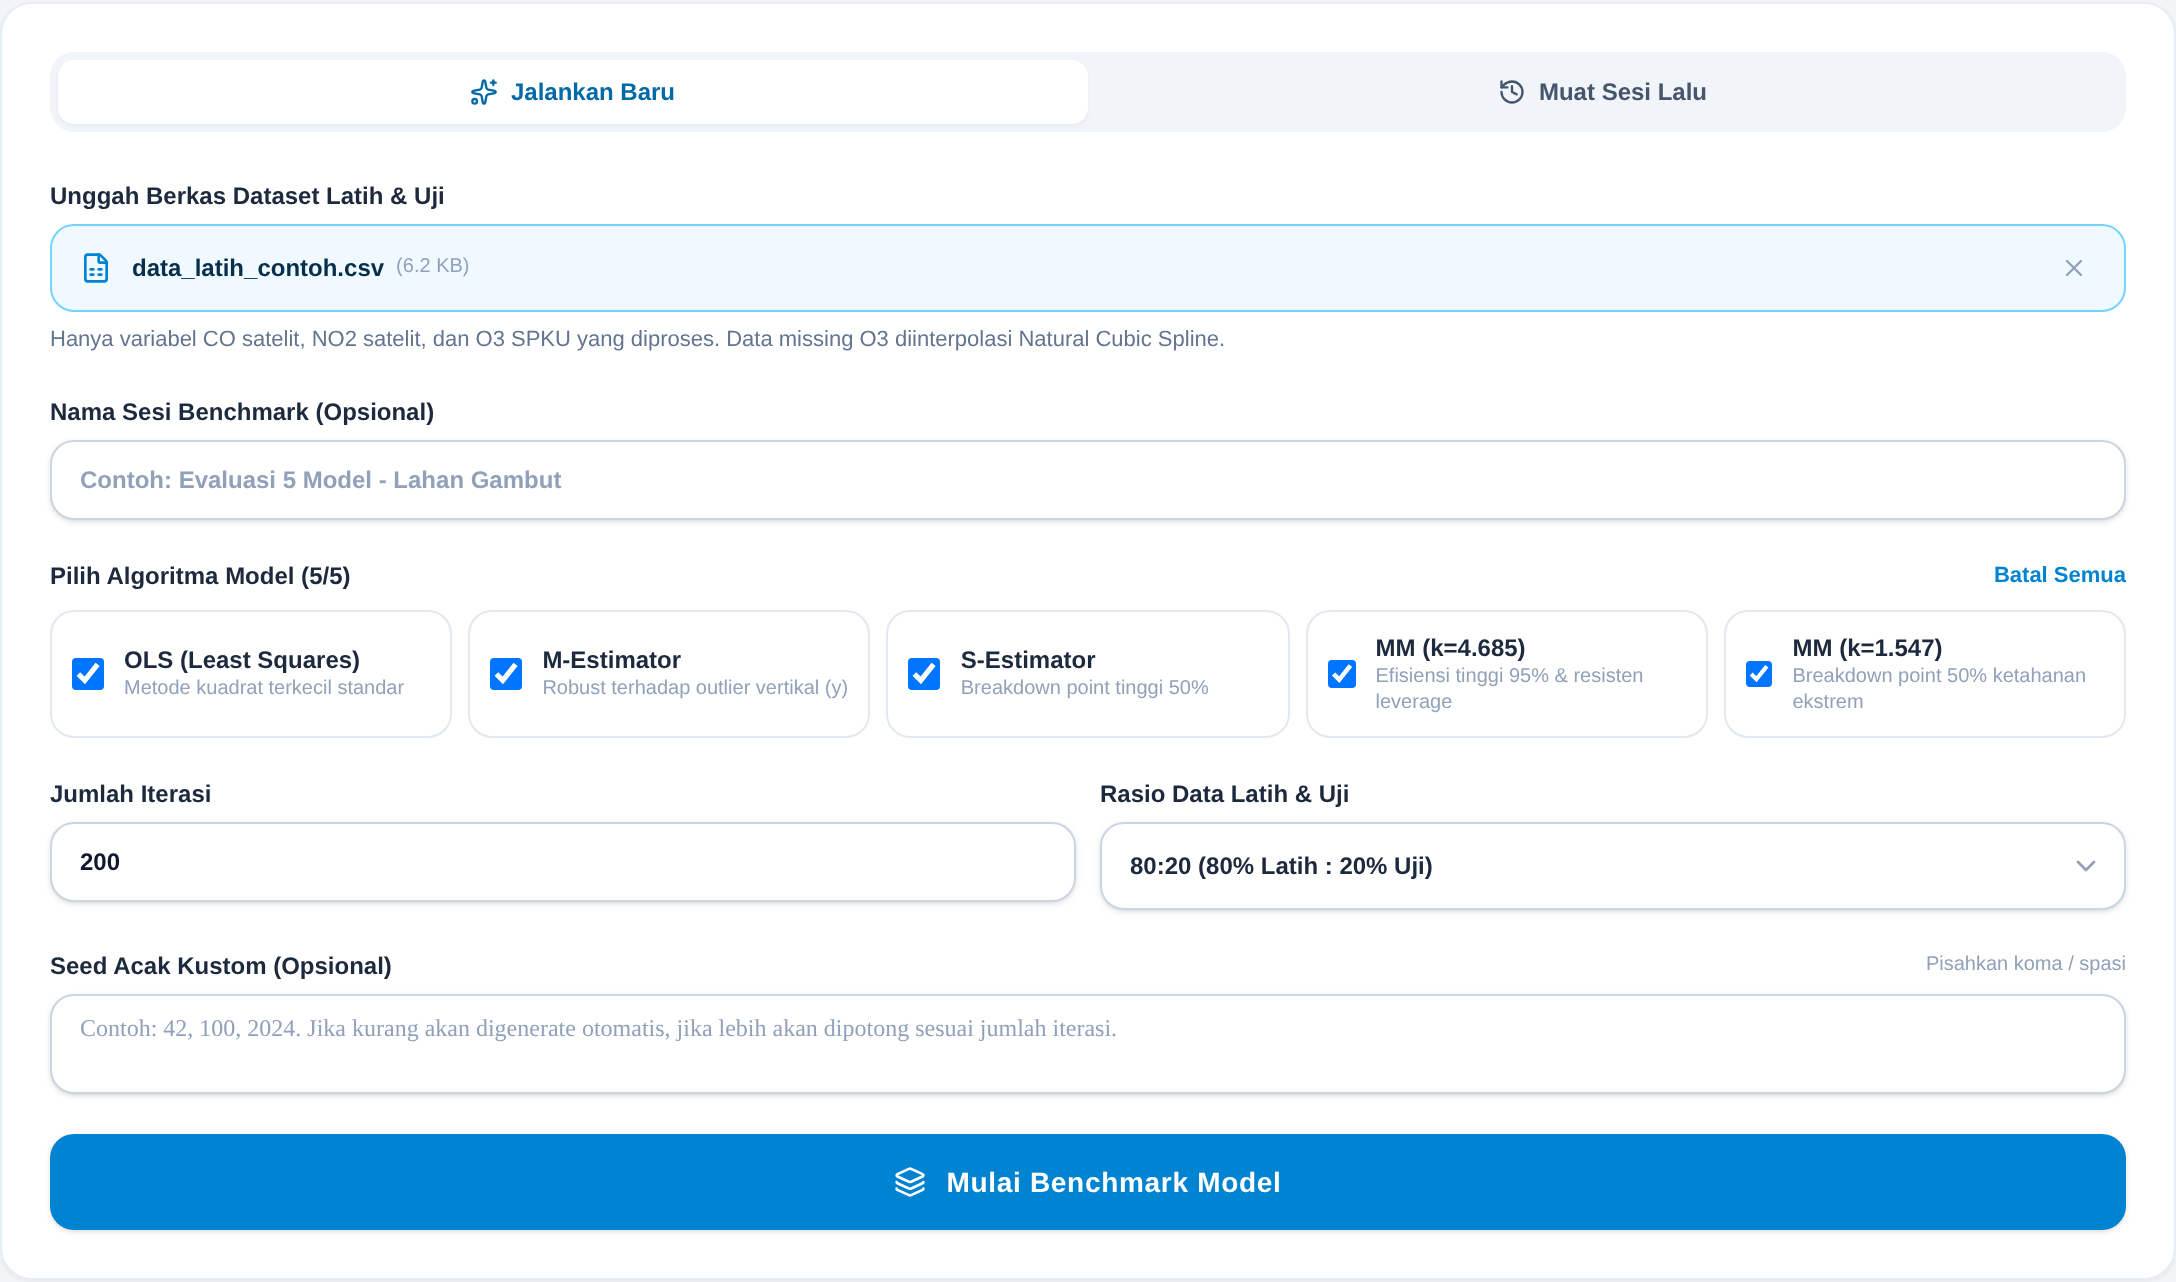 Jalankan Baru
Muat Sesi Lalu
Unggah Berkas Dataset Latih & Uji
data_latih_contoh.csv (6.2 KB)
Hanya variabel CO satelit, NO2 satelit, dan O3 SPKU yang diproses. Data missing O3 diinterpolasi Natural Cubic Spline.
Nama Sesi Benchmark (Opsional)
Contoh: Evaluasi 5 Model - Lahan Gambut
Pilih Algoritma Model (5/5)
Batal Semua
OLS (Least Squares)
Metode kuadrat terkecil standar
M-Estimator
Robust terhadap outlier vertikal (y)
S-Estimator
Breakdown point tinggi 50%
MM (k=4.685)
Efisiensi tinggi 95% & resisten
leverage
MM (k=1.547)
Breakdown point 50% ketahanan
ekstrem
Jumlah Iterasi
200
Rasio Data Latih & Uji
80:20 (80% Latih : 20% Uji)
Seed Acak Kustom (Opsional)
Pisahkan koma / spasi
Contoh: 42, 100, 2024. Jika kurang akan digenerate otomatis, jika lebih akan dipotong sesuai jumlah iterasi.
Mulai Benchmark Model